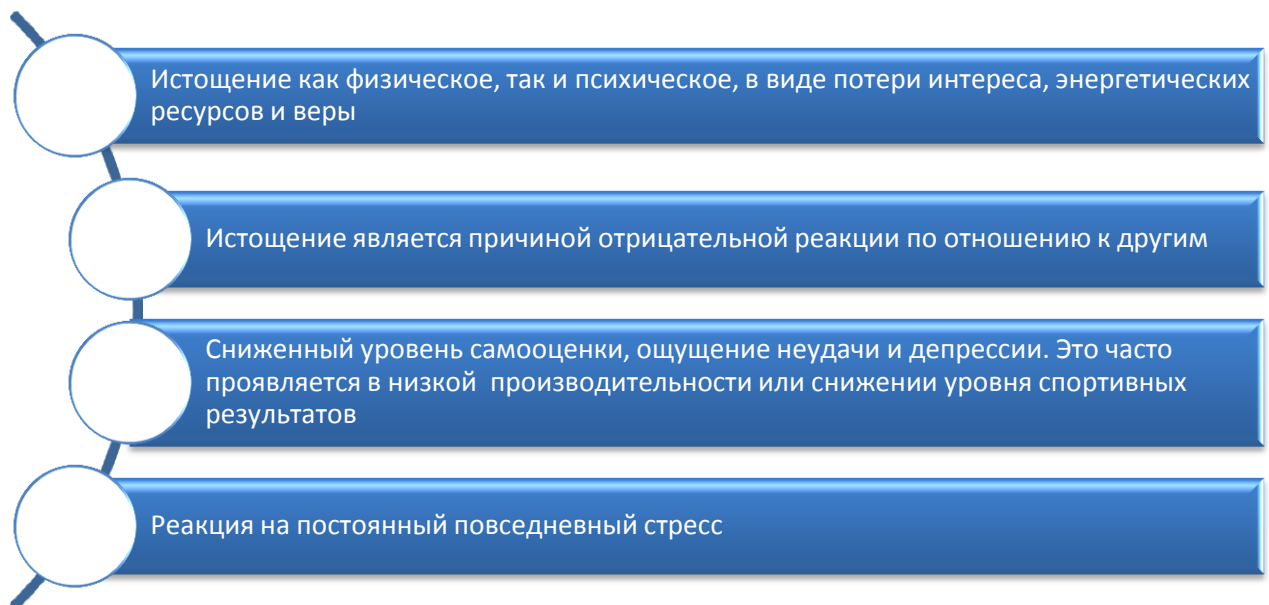 Истощение как физическое, так и психическое, в виде потери интереса, энергетических
ресурсов и веры
Истощение является причиной отрицательной реакции по отношению к другим
Сниженный уровень самооценки, ощущение неудачи и депрессии. Это часто
проявляется в низкой  производительности или снижении уровня спортивных
результатов
Реакция на постоянный повседневный стресс